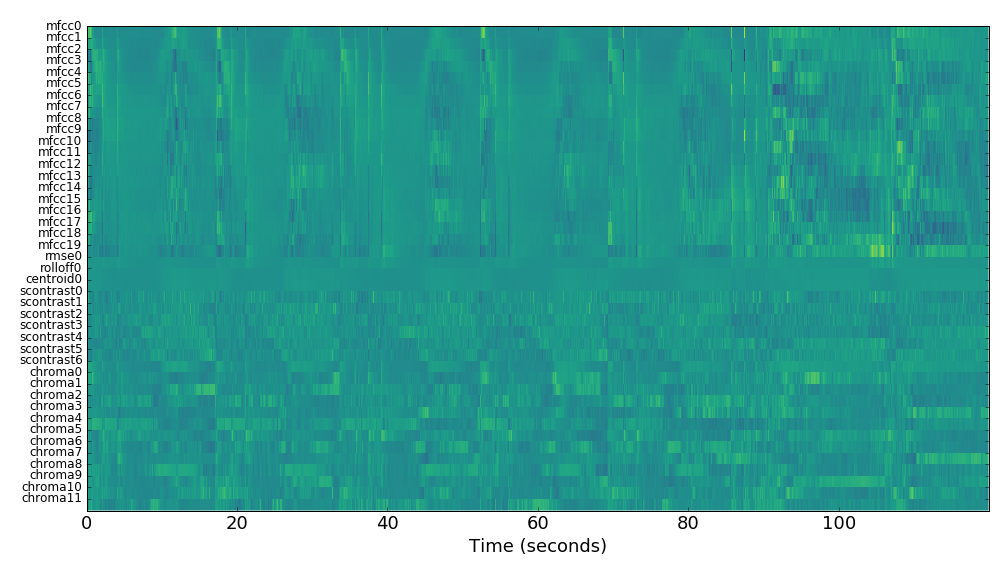 mfcc0
mfcc1
mfcc2
mfcc3
mfcc4
mfcc5
mfcc6
mfcc7
mfcc8
mfcc9
mfcc10
mfcc11
mfcc12
mfcc13
mfcc14
mfcc15
mfcc16
mfcc17
mfcc18
mfcc19
rmse0
rolloff0
centroid0
scontrast0
scontrast1
scontrast2
scontrast3
scontrast4
scontrast5
scontrast6
chroma0
chroma1
chroma2
chroma3
chroma4
chroma5
chroma6
chroma7
chroma8
chroma9
chroma10
chroma11
0 20 40 60 80 100
Time (seconds)